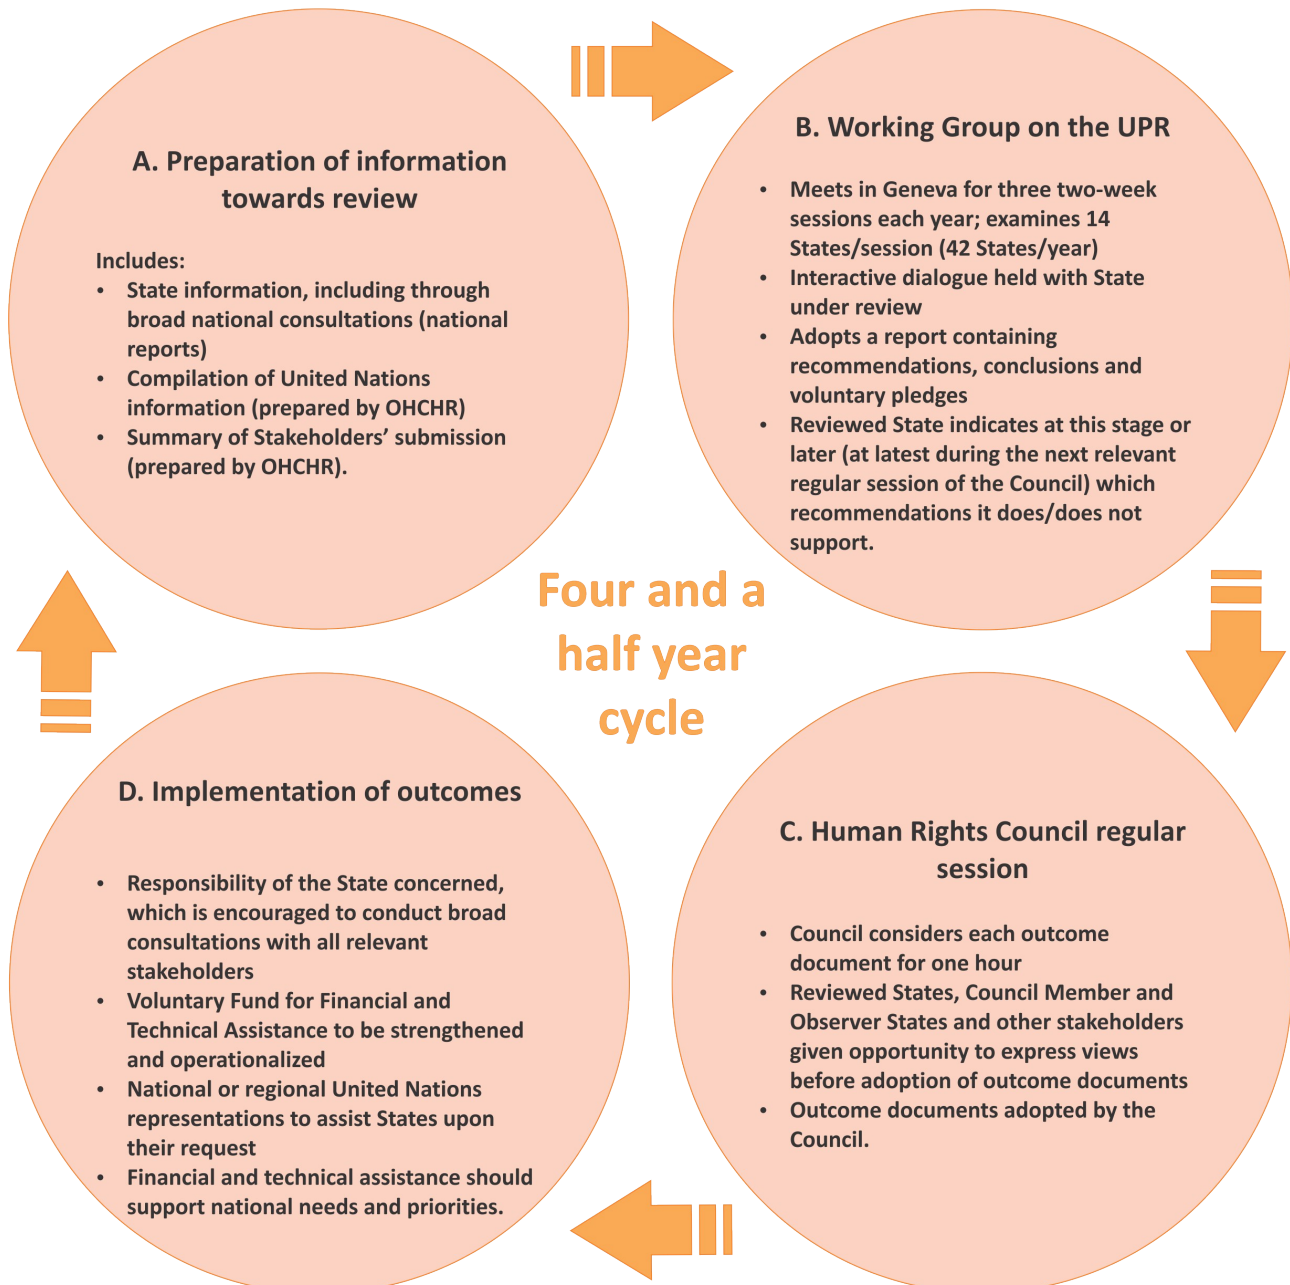 A. Preparation of information
towards review
Includes:
• State information, including through
broad national consultations (national
reports)
• Compilation of United Nations
information (prepared by OHCHR)
• Summary of Stakeholders’ submission
(prepared by OHCHR).
B. Working Group on the UPR
• Meets in Geneva for three two-week
sessions each year; examines 14
States/session (42 States/year)
• Interactive dialogue held with State
under review
• Adopts a report containing
recommendations, conclusions and
voluntary pledges
• Reviewed State indicates at this stage or
later (at latest during the next relevant
regular session of the Council) which
recommendations it does/does not
support.
Four and a
half year
cycle
D. Implementation of outcomes
• Responsibility of the State concerned,
which is encouraged to conduct broad
consultations with all relevant
stakeholders
• Voluntary Fund for Financial and
Technical Assistance to be strengthened
and operationalized
• National or regional United Nations
representations to assist States upon
their request
• Financial and technical assistance should
support national needs and priorities.
C. Human Rights Council regular
session
• Council considers each outcome
document for one hour
• Reviewed States, Council Member and
Observer States and other stakeholders
given opportunity to express views
before adoption of outcome documents
• Outcome documents adopted by the
Council.